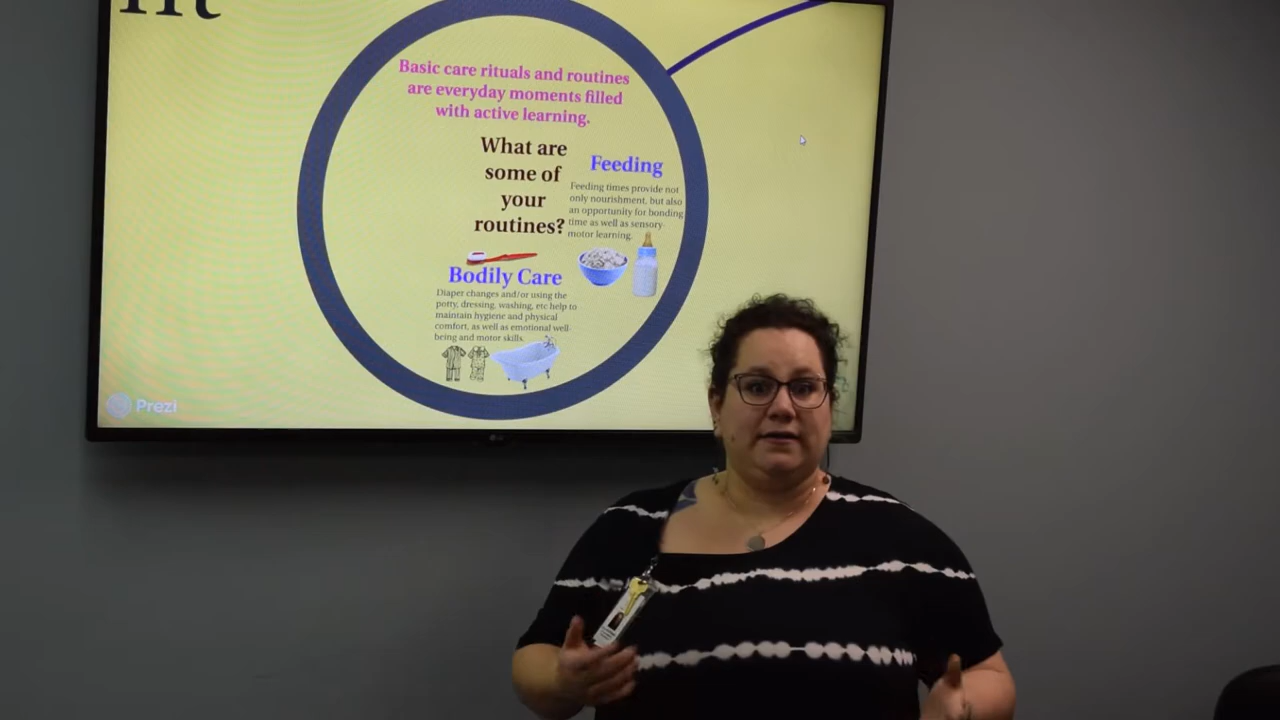 Basic care rituals and routines
are everyday moments filled
with active learning.
What are
some of
your
routines?
Feeding
Feeding times provide not
only nourishment, but also
an opportunity for bonding
time as well as sensory-
motor learning.
Bodily Care
Diaper changes and/or using the
potty, dressing, washing, etc help to
maintain hygiene and physical
comfort, as well as emotional well-
being and motor skills.
Prezi
LG